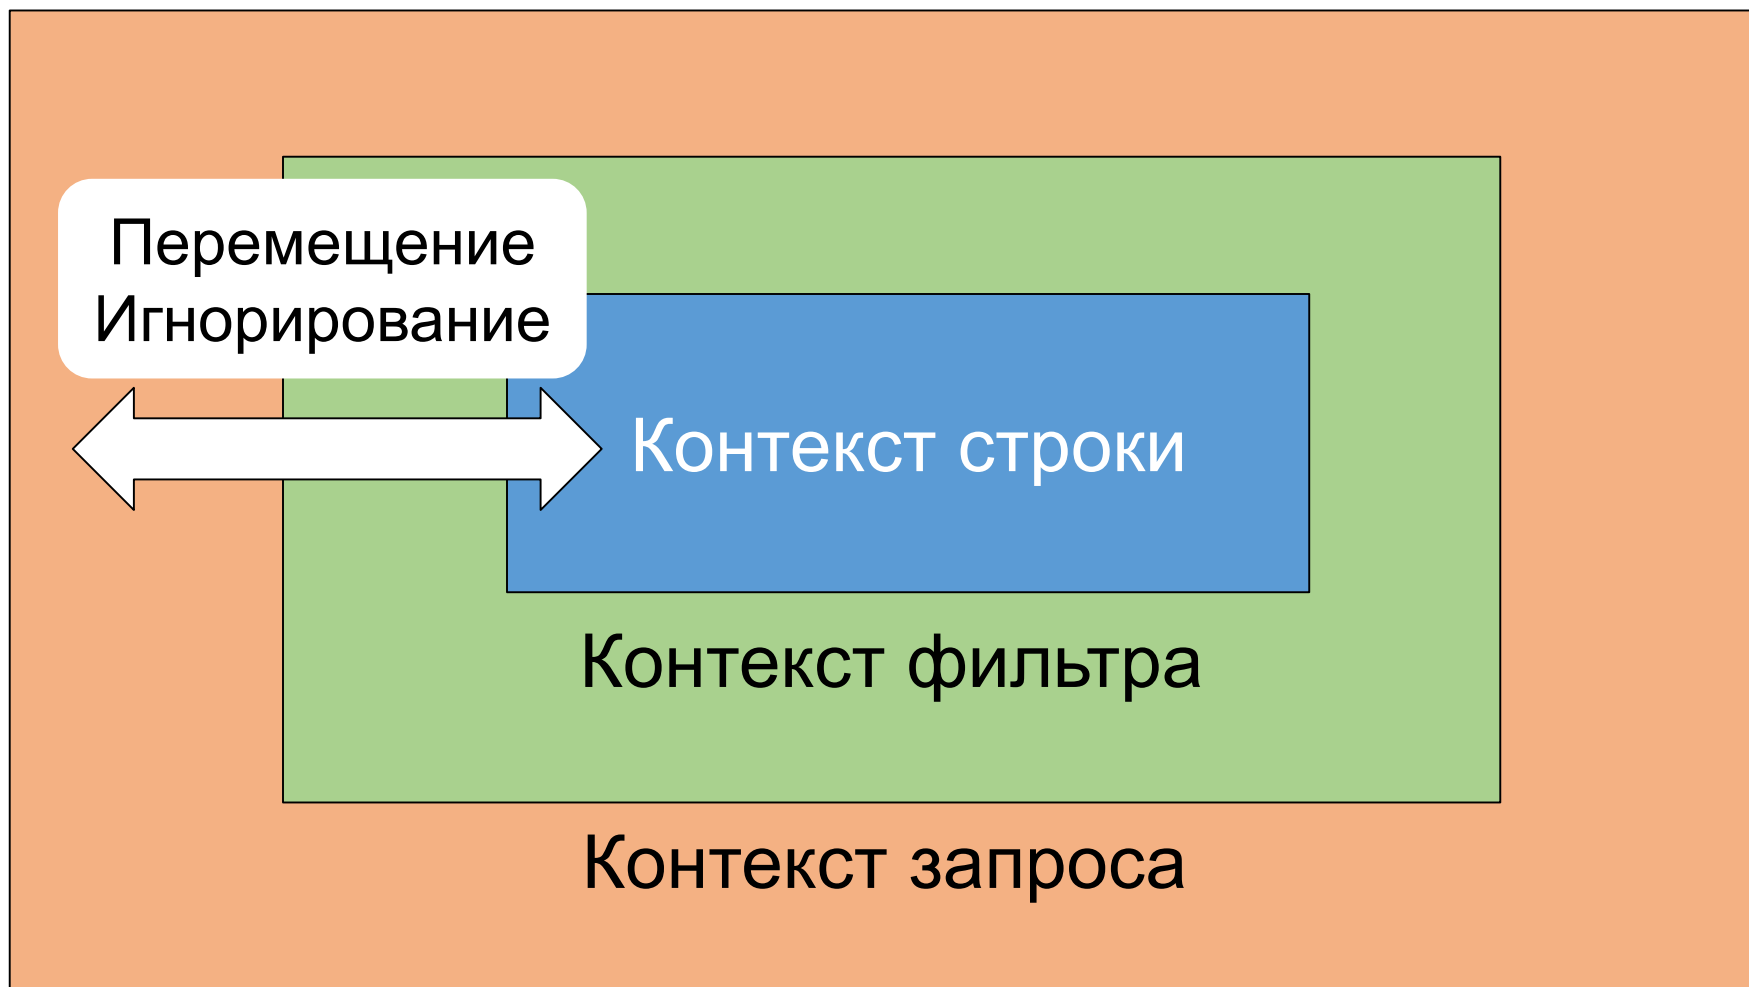 Перемещение
Игнорирование
Контекст строки
Контекст фильтра
Контекст запроса